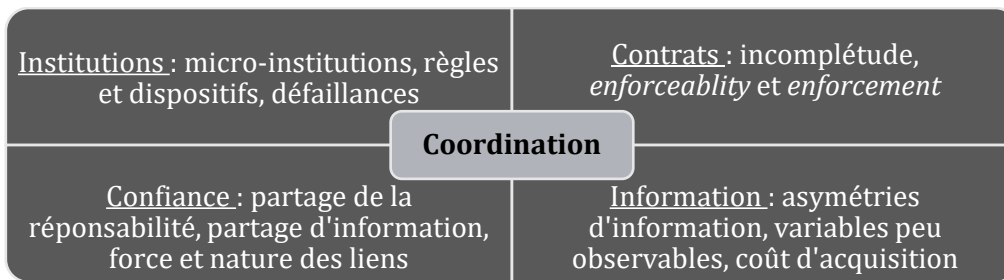 Institutions : micro-institutions, règles
et dispositifs, défaillances
Contrats : incomplétude,
enforceablity et enforcement
Coordination
Confiance : partage de la
réponsabilité, partage d'information,
force et nature des liens
Information : asymétries
d'information, variables peu
observables, coût d'acquisition